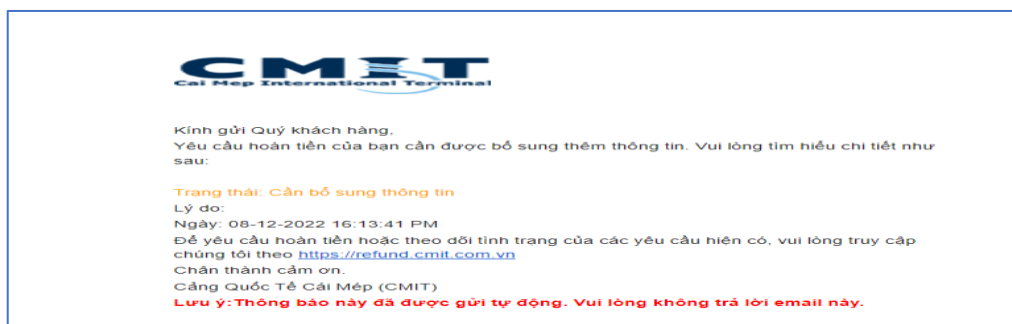 CMIT
Cai Mep International Terminal
Kính gửi Quý khách hàng,
Yêu cầu hoàn tiền của bạn cần được bổ sung thêm thông tin. Vui lòng tìm hiểu chi tiết như
sau:
Trạng thái: Cần bổ sung thông tin
Lý do:
Ngày: 08-12-2022 16:13:41 PM
Để yêu cầu hoàn tiền hoặc theo dõi tình trạng của các yêu cầu hiện có, vui lòng truy cập
chúng tôi theo https://refund.cmit.com.vn
Chân thành cảm ơn.
Cảng Quốc Tế Cái Mép (CMIT)
Lưu ý:Thông báo này đã được gửi tự động. Vui lòng không trả lời email này.